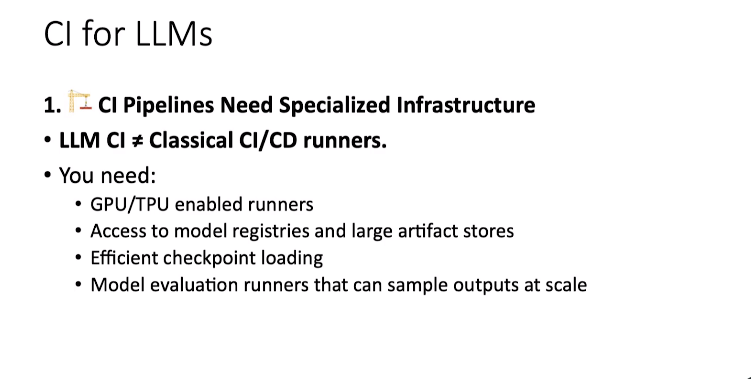 CI for LLMs
1. 🏗️ CI Pipelines Need Specialized Infrastructure
• LLM CI ≠ Classical CI/CD runners.
• You need:
• GPU/TPU enabled runners
• Access to model registries and large artifact stores
• Efficient checkpoint loading
• Model evaluation runners that can sample outputs at scale